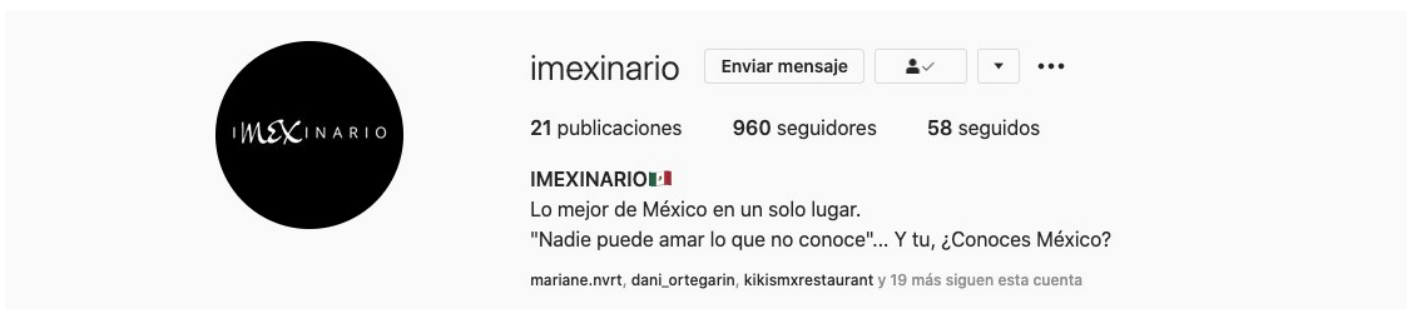 IMEXINARIO
imexinario Enviar mensaje
21 publicaciones 960 seguidores 58 seguidos
IMEXINARIO🇲🇽
Lo mejor de México en un solo lugar.
"Nadie puede amar lo que no conoce"... Y tu, ¿Conoces México?
mariane.nvrt, dani_ortegarin, kikismxrestaurant y 19 más siguen esta cuenta